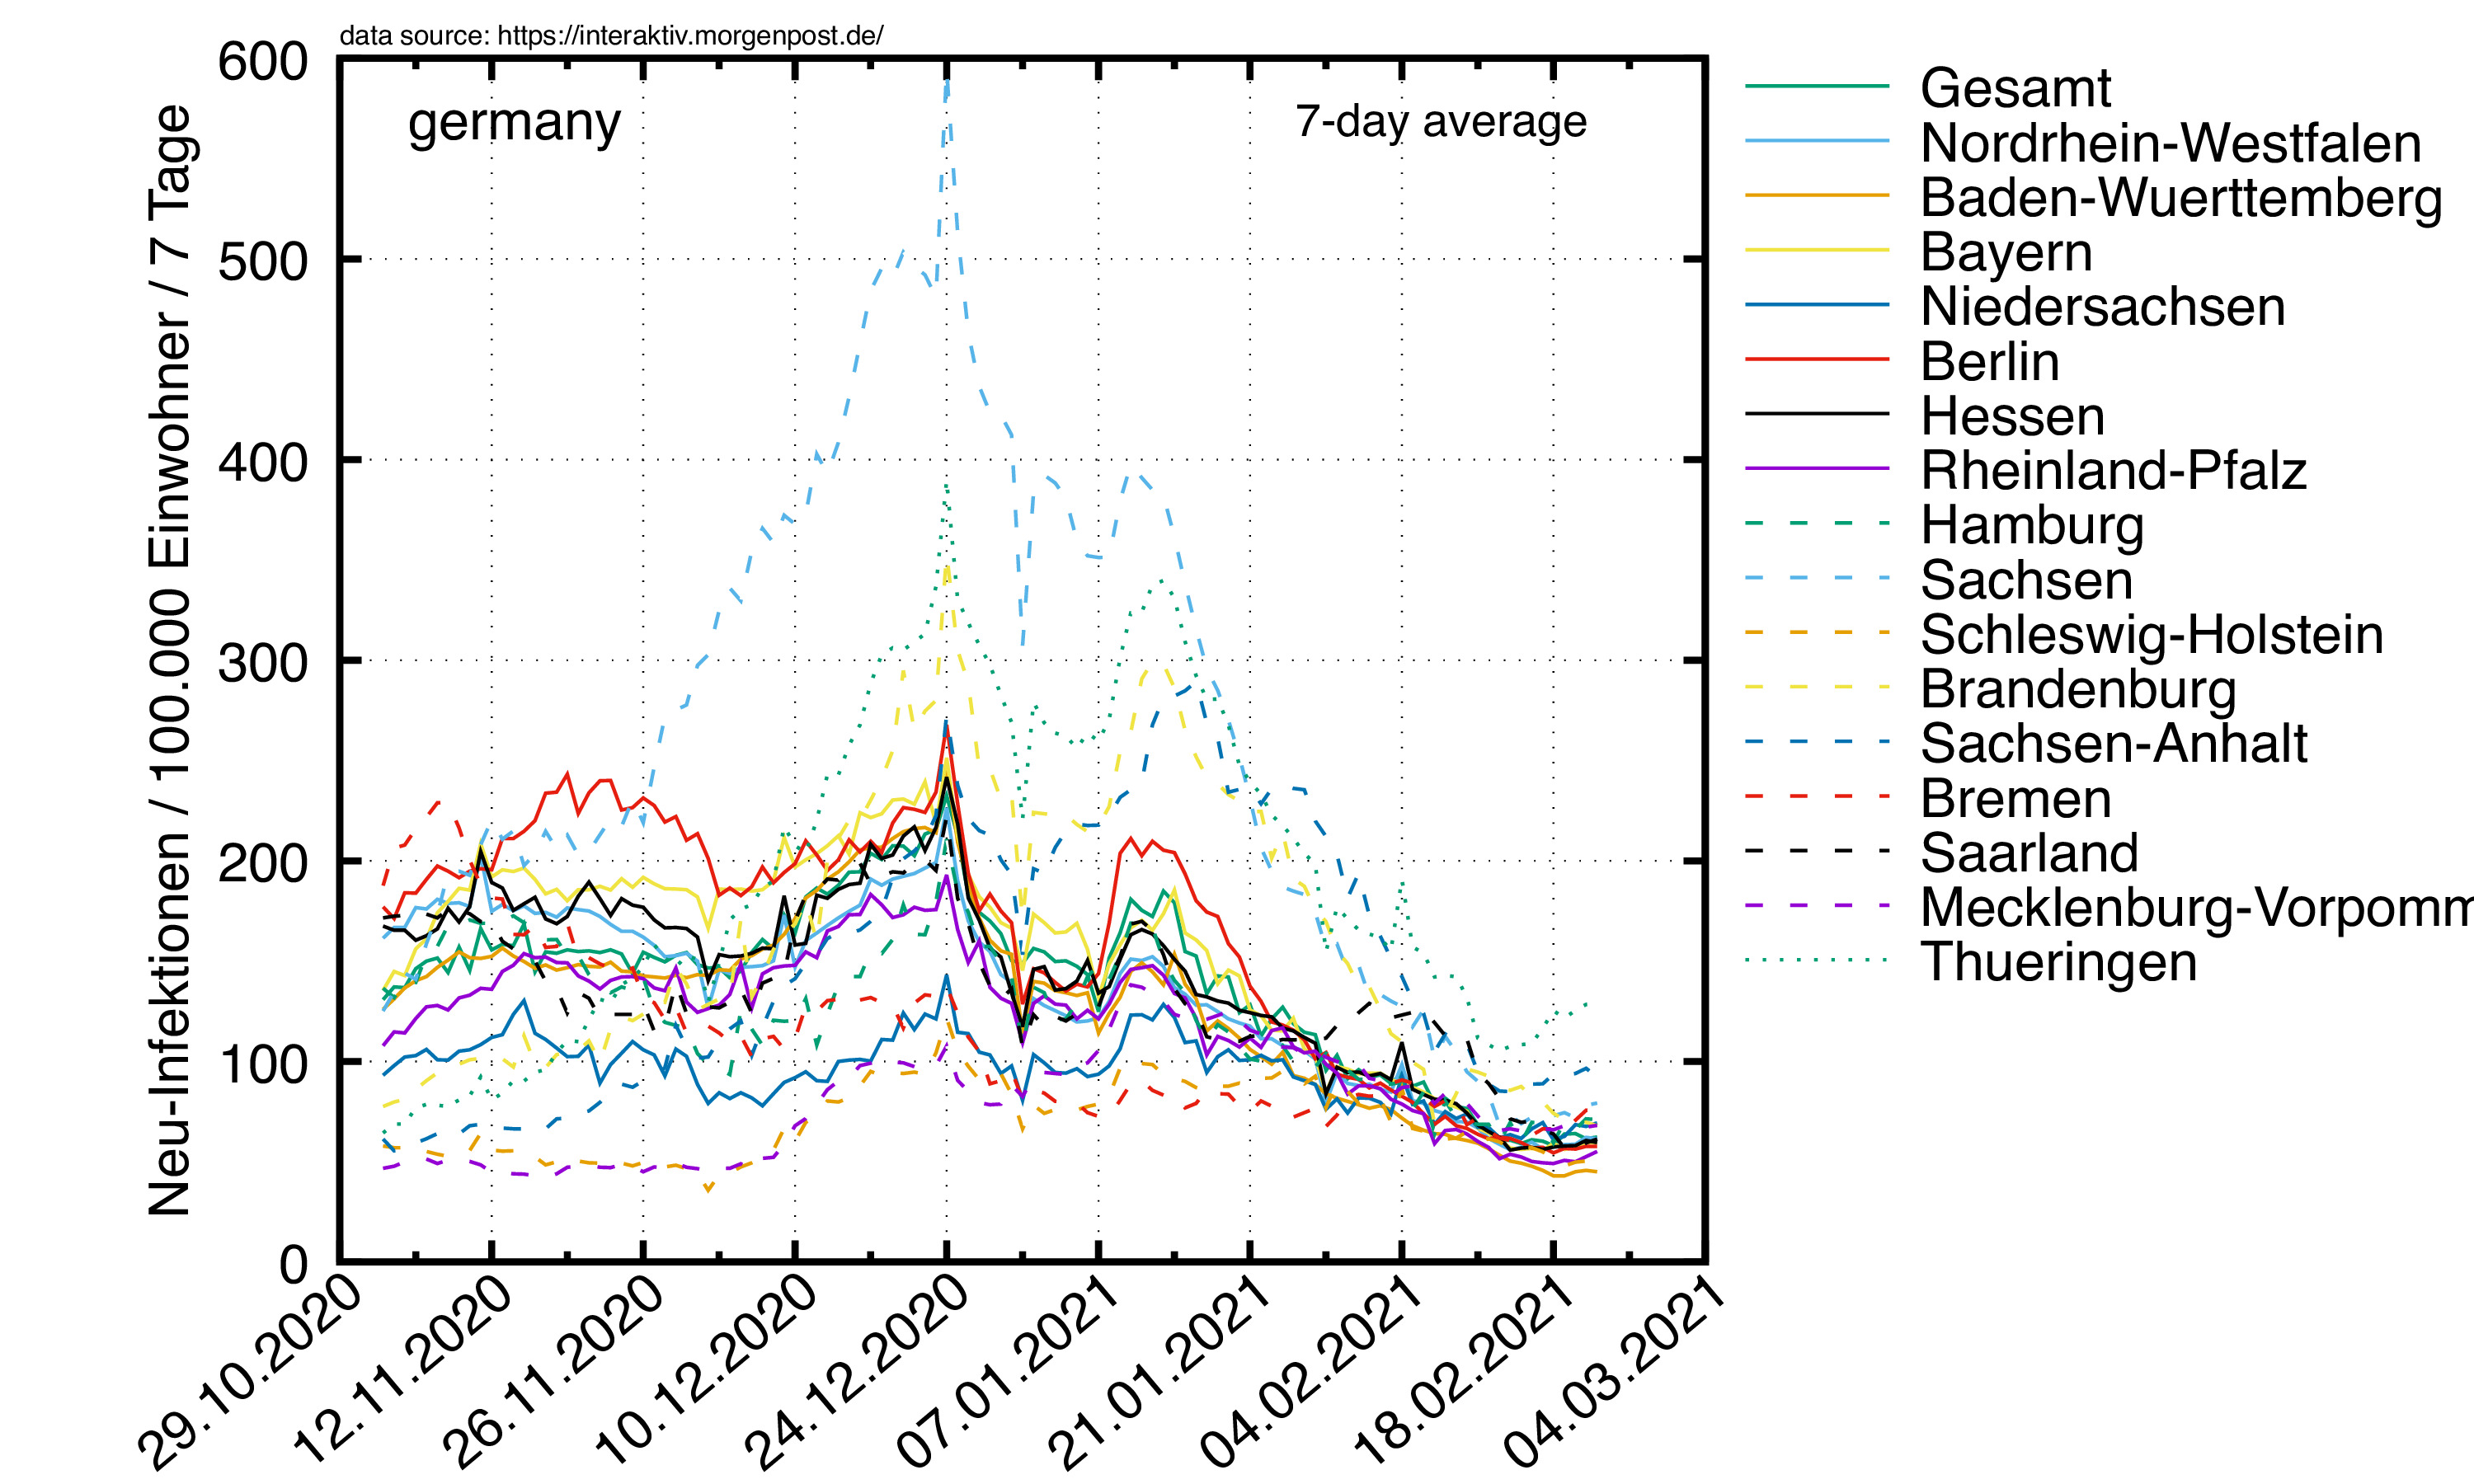 data source: https://interaktiv.morgenpost.de/
germany
7-day average
Neu-Infektionen / 100.000 Einwohner / 7 Tage
600
500
400
300
200
100
0
29.10.2020
12.11.2020
26.11.2020
10.12.2020
24.12.2020
07.01.2021
21.01.2021
04.02.2021
18.02.2021
04.03.2021
Gesamt
Nordrhein-Westfalen
Baden-Wuerttemberg
Bayern
Niedersachsen
Berlin
Hessen
Rheinland-Pfalz
Hamburg
Sachsen
Schleswig-Holstein
Brandenburg
Sachsen-Anhalt
Bremen
Saarland
Mecklenburg-Vorpomm
Thueringen